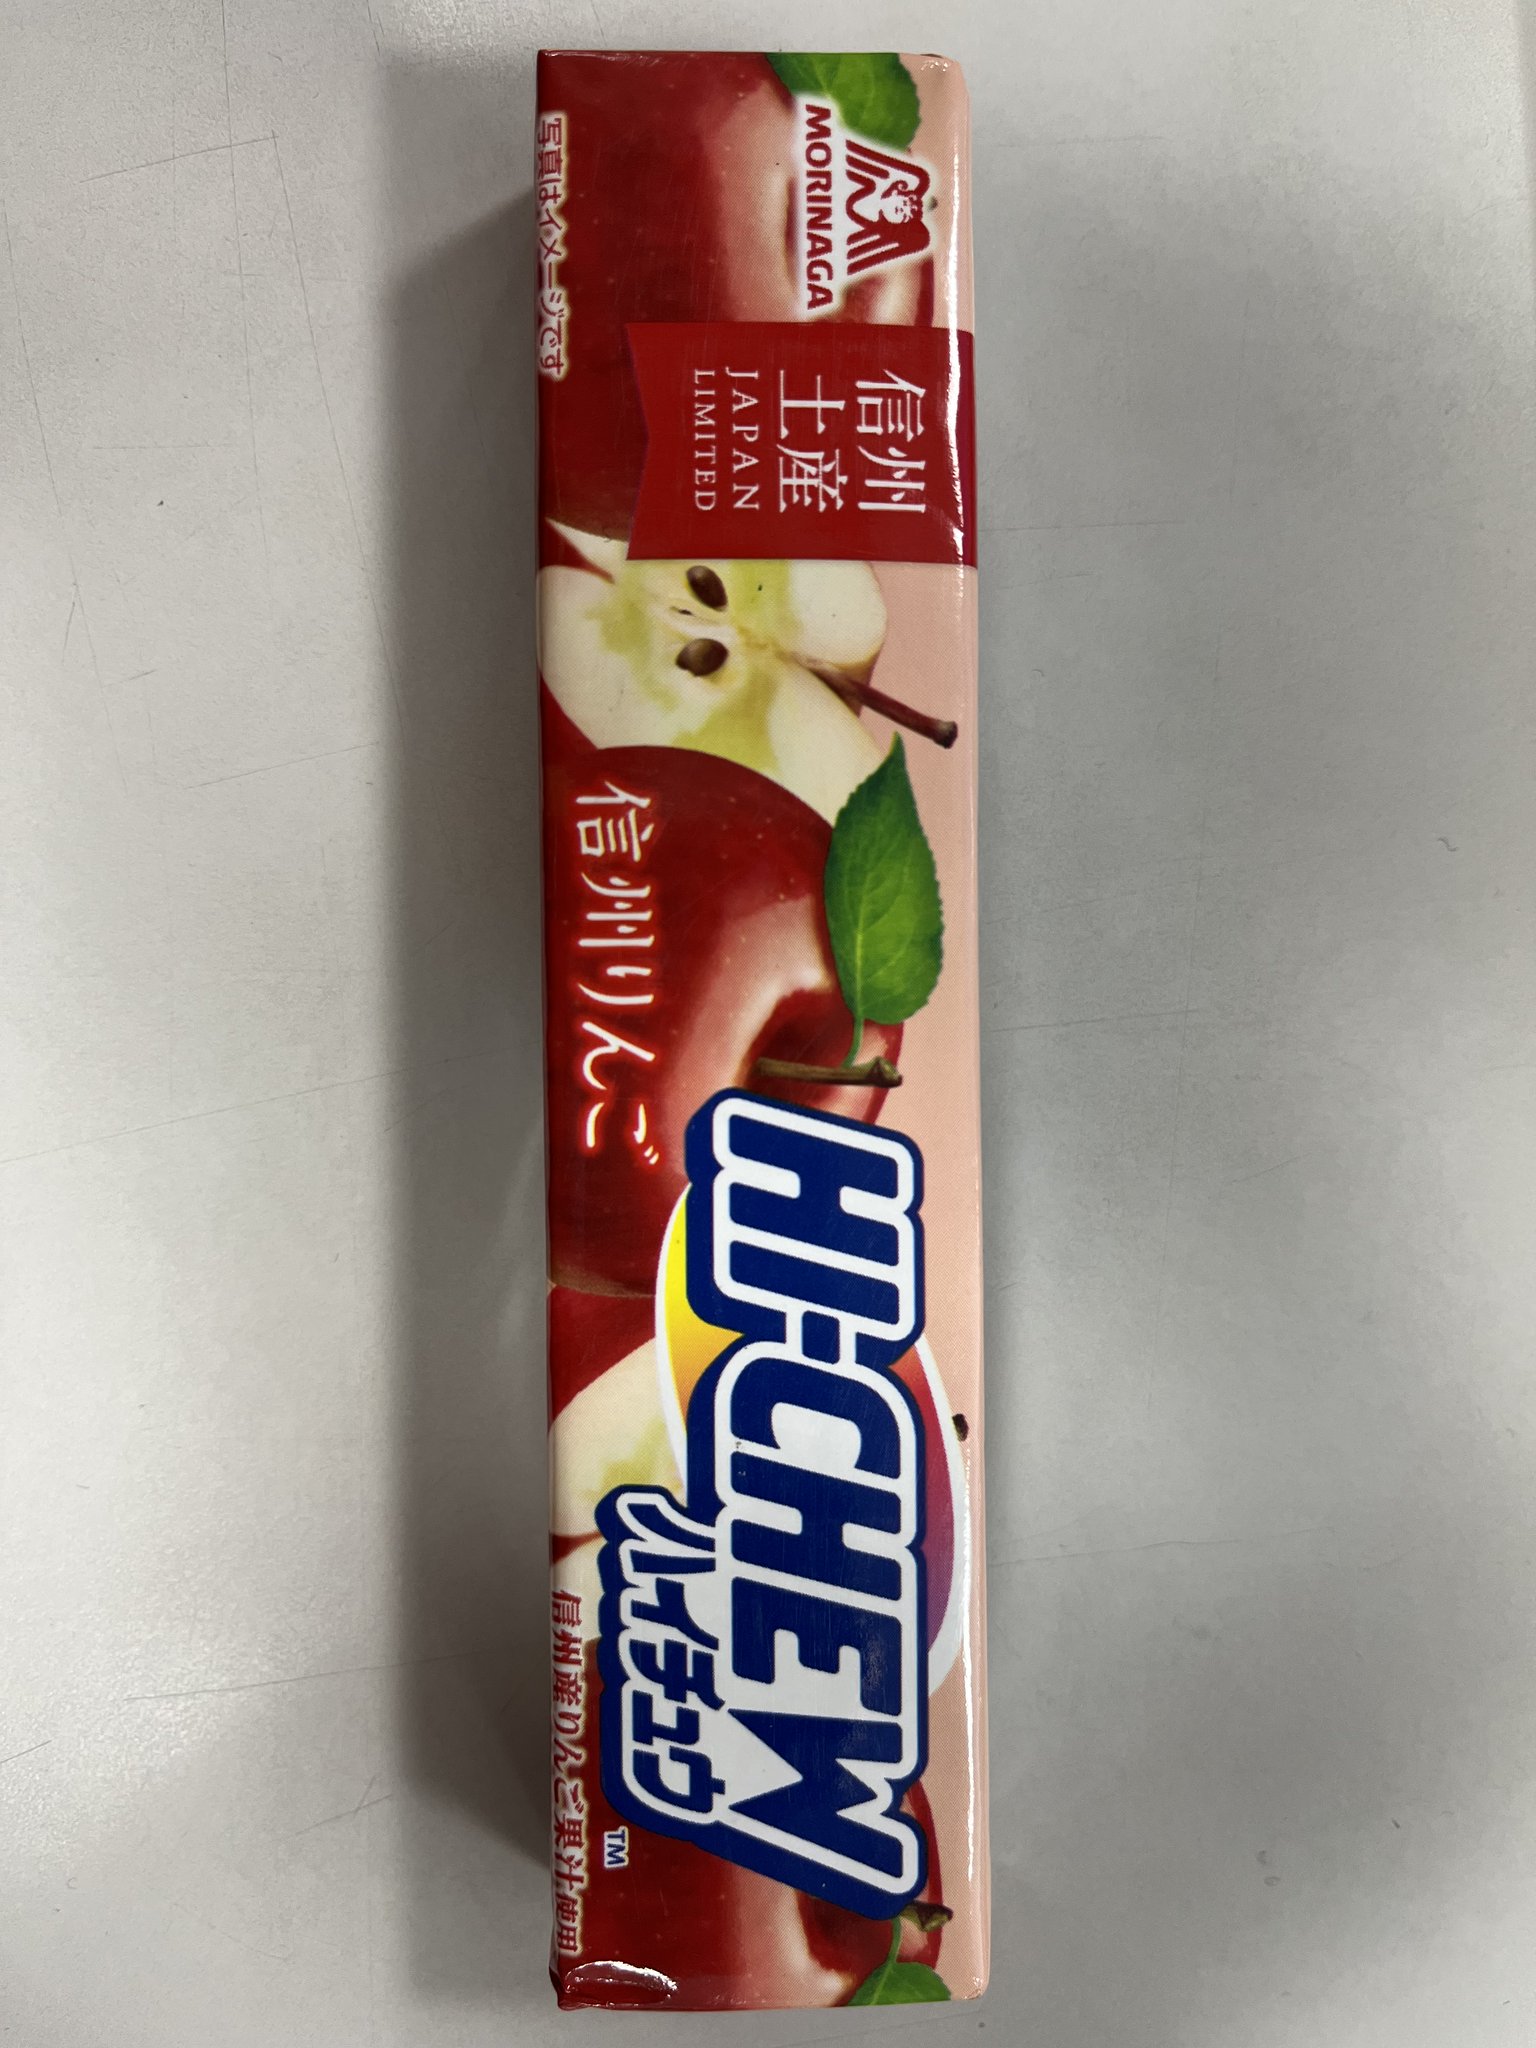 MORINAGA
信州
土産
JAPAN
LIMITED
信州りんご
HI-CHEW
ハイチュウ
TM
写真はイメージです
信州産りんご果汁使用